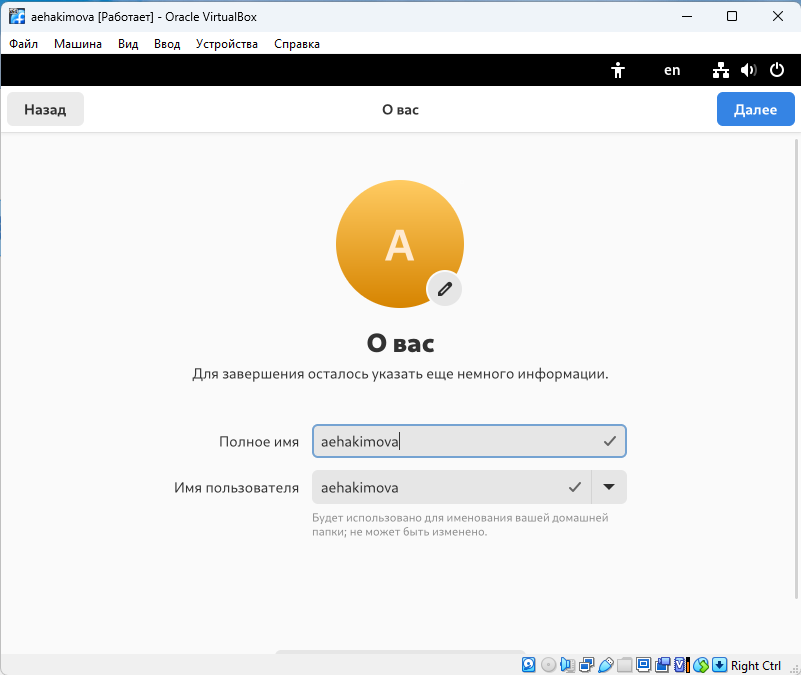 aehakimova [Работает] - Oracle VirtualBox
Файл Машина Вид Ввод Устройства Справка
en
Назад О вас Далее
A
О вас
Для завершения осталось указать еще немного информации.
Полное имя aehakimova
Имя пользователя aehakimova
Будет использовано для именования вашей домашней
папки; не может быть изменено.
Right Ctrl